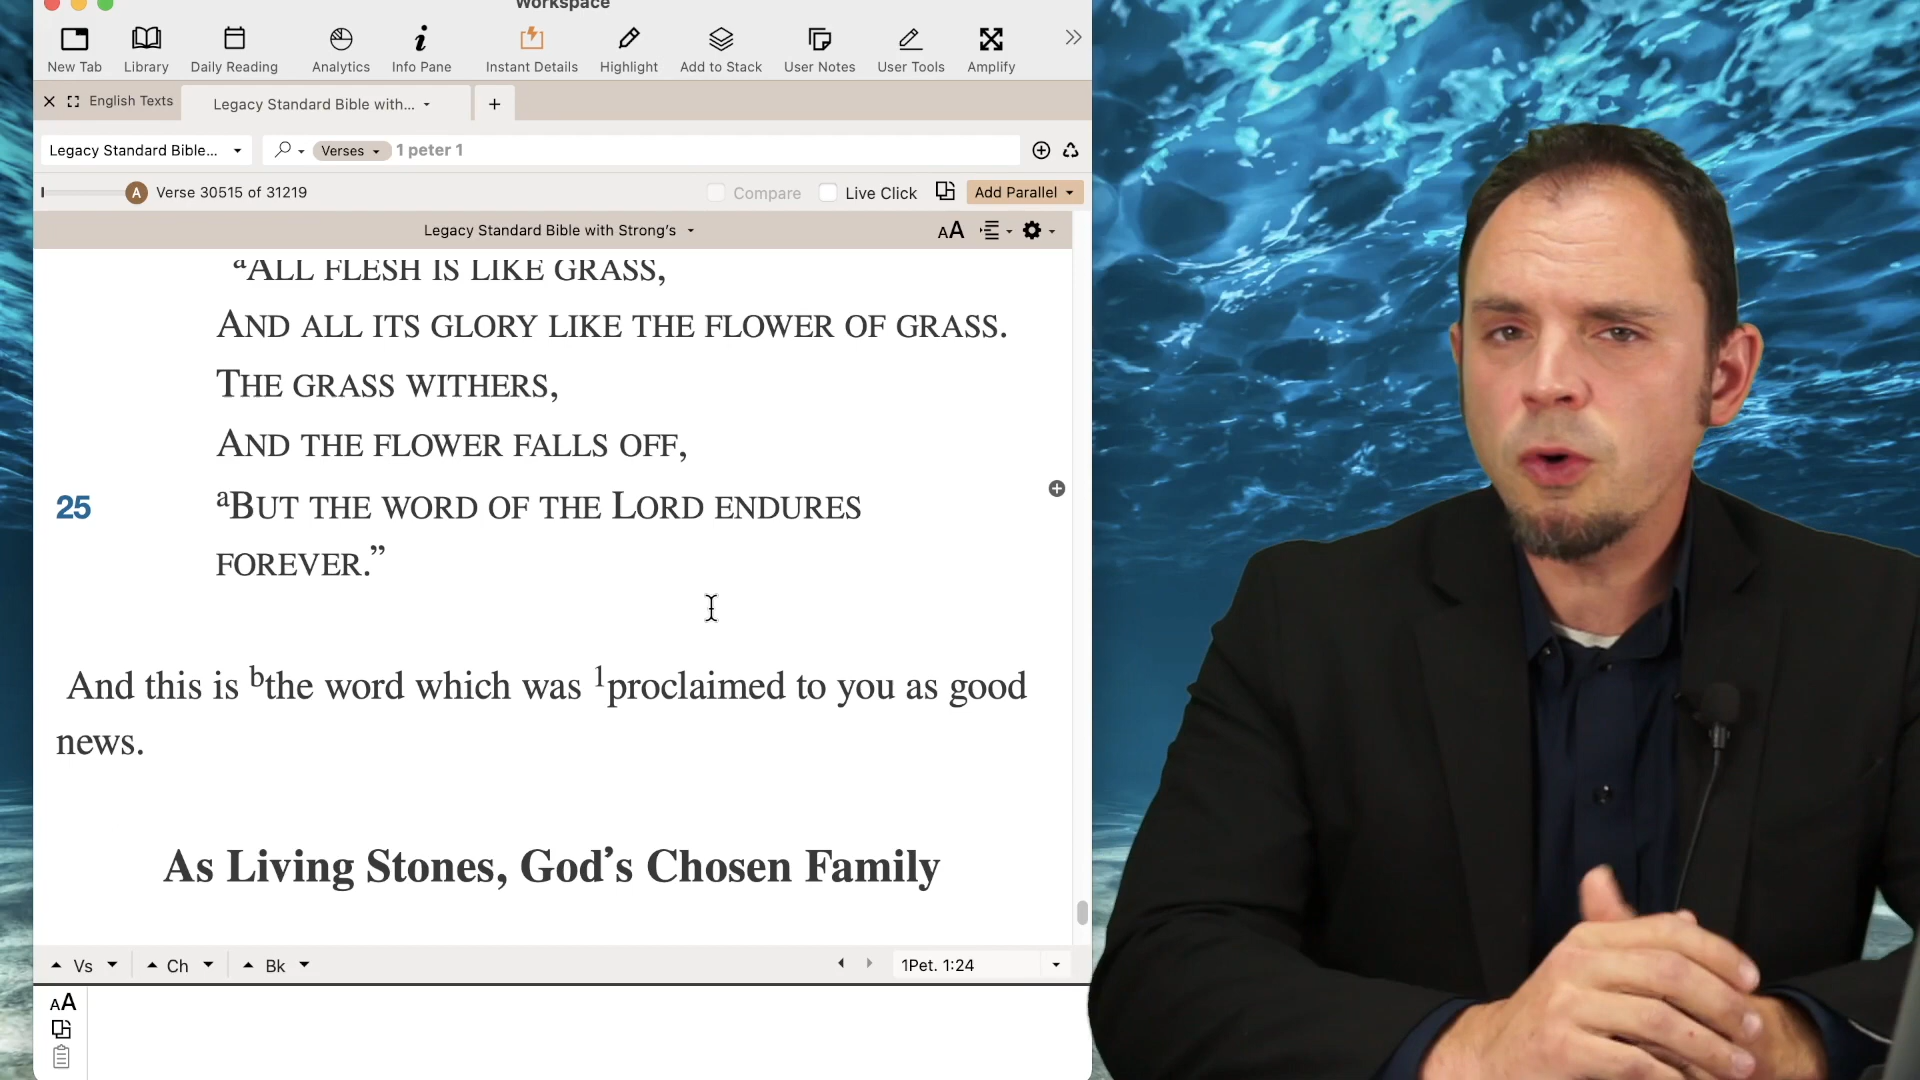 Workspace
New Tab Library Daily Reading Analytics Info Pane Instant Details Highlight Add to Stack User Notes User Tools Amplify
English Texts Legacy Standard Bible with...
Legacy Standard Bible... Verses 1 peter 1
A Verse 30515 of 31219 Compare Live Click Add Parallel
Legacy Standard Bible with Strong’s AA
aALL FLESH IS LIKE GRASS,
AND ALL ITS GLORY LIKE THE FLOWER OF GRASS.
THE GRASS WITHERS,
AND THE FLOWER FALLS OFF,
25 aBUT THE WORD OF THE LORD ENDURES
FOREVER.”
And this is bthe word which was 1proclaimed to you as good
news.
As Living Stones, God’s Chosen Family
Vs Ch Bk 1Pet. 1:24
AA